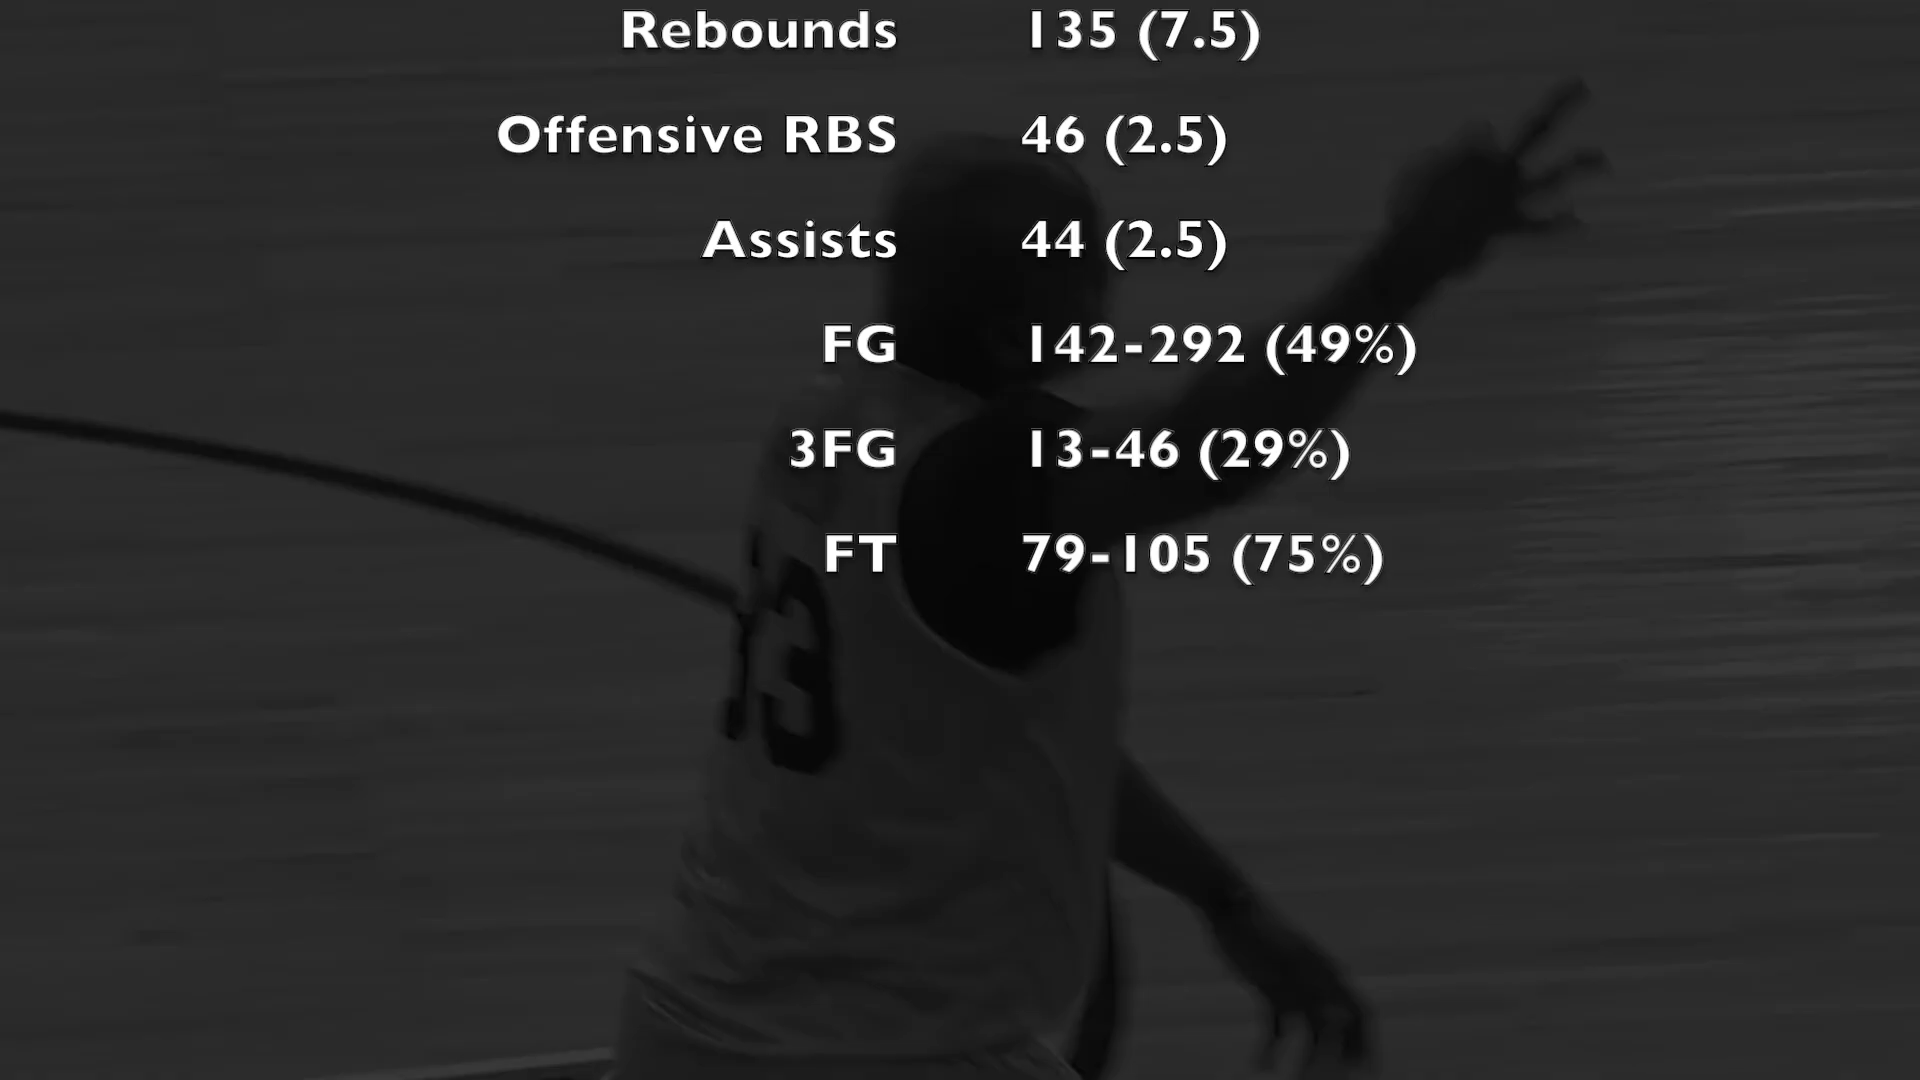 Rebounds 135 (7.5)
Offensive RBS 46 (2.5)
Assists 44 (2.5)
FG 142-292 (49%)
3FG 13-46 (29%)
FT 79-105 (75%)